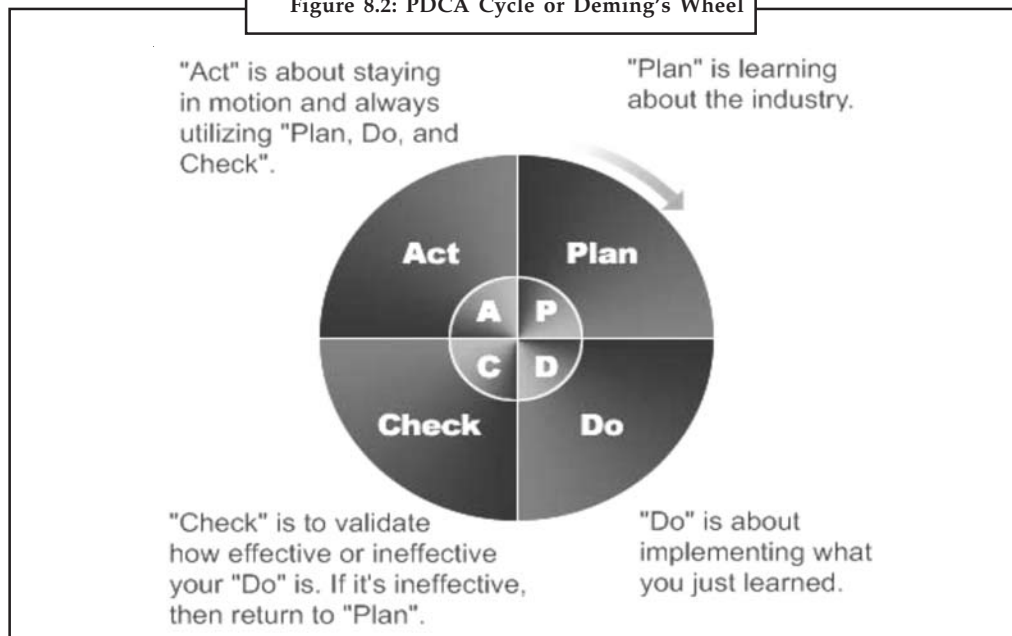 Figure 8.2: PDCA Cycle or Deming's Wheel
"Act" is about staying
in motion and always
utilizing "Plan, Do, and
Check".
"Plan" is learning
about the industry.
Act
Plan
A
P
C
D
Check
Do
"Check" is to validate
how effective or ineffective
your "Do" is. If it's ineffective,
then return to "Plan".
"Do" is about
implementing what
you just learned.